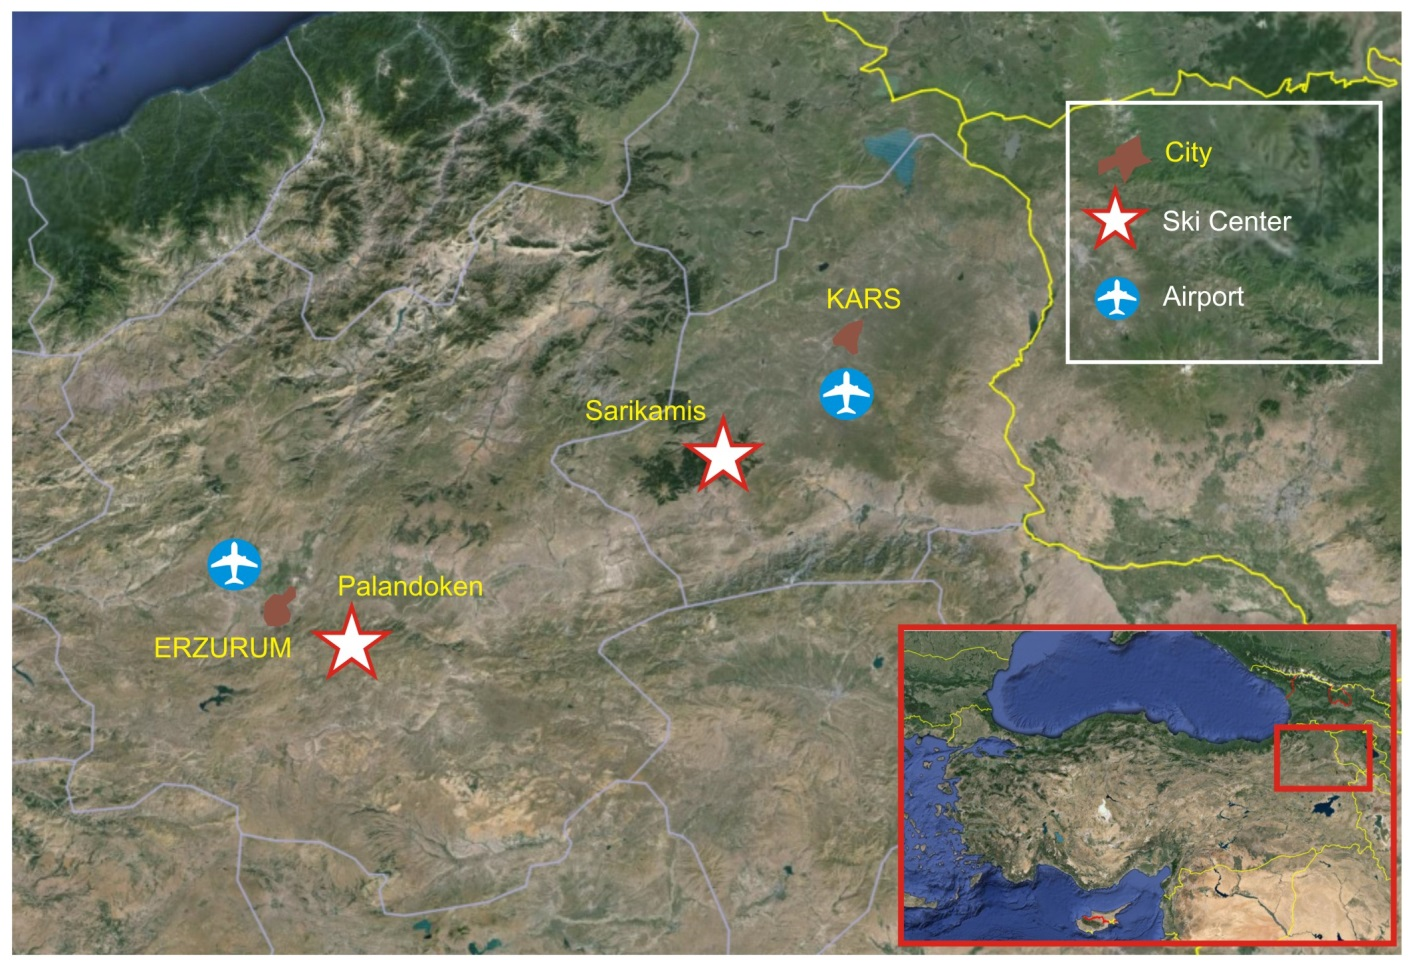 City
Ski Center
Airport
KARS
Sarikamis
Palandoken
ERZURUM